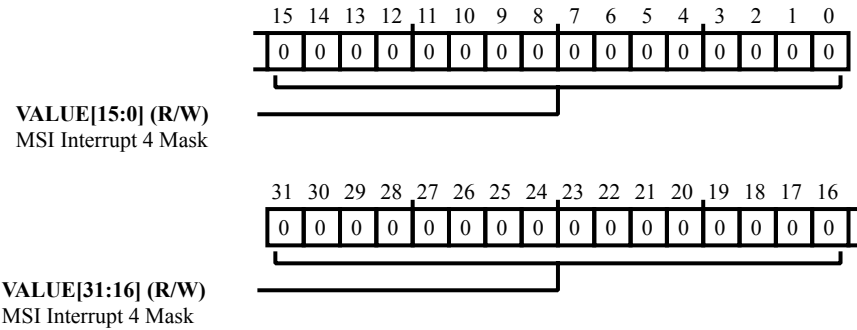 15 14 13 12 11 10 9 8 7 6 5 4 3 2 1 0
0 0 0 0 0 0 0 0 0 0 0 0 0 0 0 0
VALUE[15:0] (R/W)
MSI Interrupt 4 Mask
31 30 29 28 27 26 25 24 23 22 21 20 19 18 17 16
0 0 0 0 0 0 0 0 0 0 0 0 0 0 0 0
VALUE[31:16] (R/W)
MSI Interrupt 4 Mask